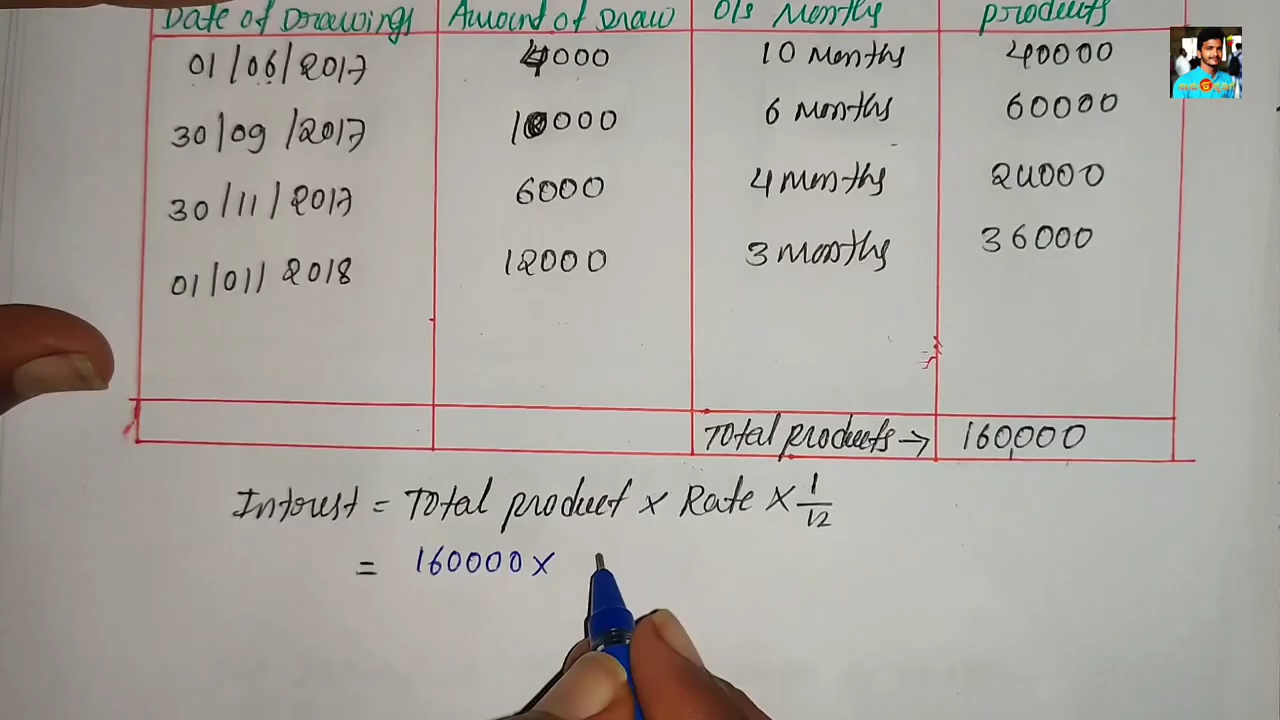 Date of Drawings Amount of Draw O/s Months products
01/06/2017 4000 10 Months 40000
30/09/2017 10000 6 Months 60000
30/11/2017 6000 4 months 24000
01/01/2018 12000 3 Months 36000
Total products → 160,000
Interest = Total product × Rate × 1/12
= 160000 ×